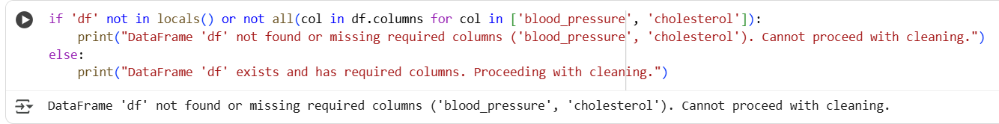 if 'df' not in locals() or not all(col in df.columns for col in ['blood_pressure', 'cholesterol']):
    print("DataFrame 'df' not found or missing required columns ('blood_pressure', 'cholesterol'). Cannot proceed with cleaning.")
else:
    print("DataFrame 'df' exists and has required columns. Proceeding with cleaning.")
DataFrame 'df' not found or missing required columns ('blood_pressure', 'cholesterol'). Cannot proceed with cleaning.